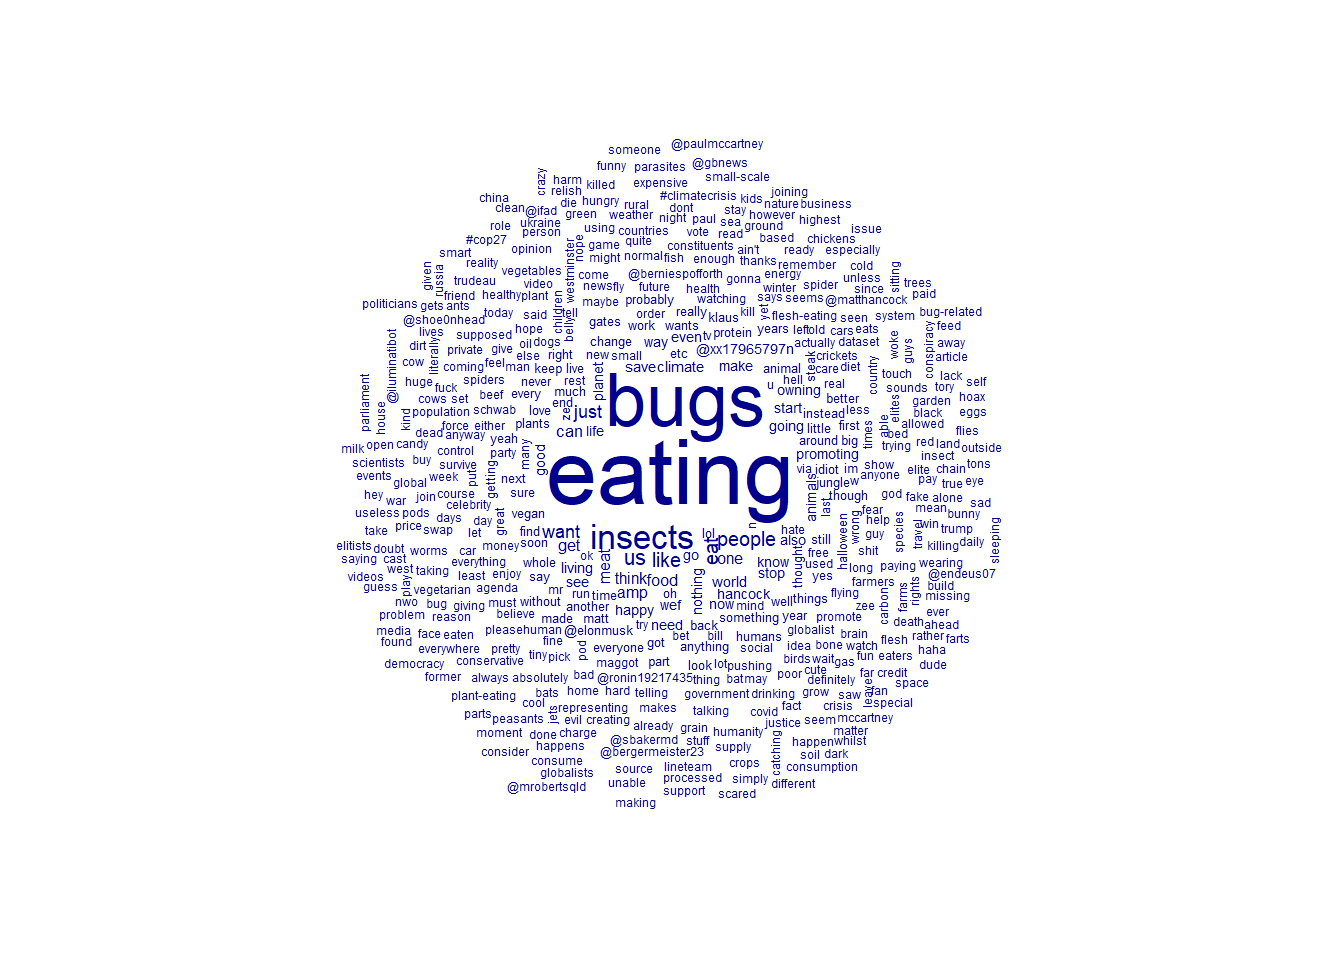 @paulmccartney
someone
funny parasites @gbnews
crazy harm killed expensive small-scale
china relish #climatecrisis kids joining
clean @ifad die hungry rural dont nature business
role ukraine green weather night paul stay however highest
#cop27 person using countries vote sea ground issue
smart opinion nope game quite constituents read based chickens
reality might normal fish enough ain't ready especially
given russia vegetables westminster come @berniespofforth thanks remember cold sitting
trudeau video newsfly future health gonna energy unless trees
friend healthy plant maybe probably watching winter spider since paid
politicians gets ants today said children tell order really klaus kill says seems @matthancock bug-related
@shoe0nhead hope belly gates work wants yet flesh-eating seen system feed
lives supposed oil dogs change way even tv protein years left old cars eats woke conspiracy away
parliament @iluminatibot dirt literally private give else right new small etc @xx17965797n actually dataset guys article
cow coming feel man keep live planet save climate make animal steak crickets care diet country touch lack
huge fuck spiders never rest bugs u hell owning real sounds tory self
house kind cows set beef every much end just start instead better less elites garden hoax
population schwab love zee life going little first able black eggs
force either plants can around big times bed allowed flies
dead anyway yeah many good eating promoting trying red land outside
milk open candy control party via idiot im show insect
scientists buy survive put getting next animals jungle w anyone elite chain tons
events global week sure last though god pay true eye
hey war join course celebrity great vegan fear fake alone mean sad
useless pods days day find want insects lol people n hate halloween wrong help species travel bunny
take price swap let soon get eat also still guy win trump sleeping
elitists doubt worms car money ok us like go one know thought free shit killing daily
saying cast everything whole living meat think food nothing world stop used long paying wearing
videos west taking least enjoy say see yes farmers @endeus07
guess play vegetarian agenda mr run time amp oh hancock well things flying carbon farms rights build missing
nwo bug giving must without another happy wef now mind year promote zee death ever
problem reason believe made matt try need back something globalist ahead
media face eaten please human @elonmusk bet bill humans brain flesh rather farts
found everywhere pretty fine pod everyone got anything social idea bone watch haha
democracy conservative tiny pick maggot part look lot pushing birds wait gas fun eaters dude
former always absolutely bad @ronin19217435 thing bat may poor cute definitely far credit space
plant-eating bats home hard telling government drinking grow saw leave fan special
parts cool jets representing makes talking covid fact crisis mccartney
peasants evil creating already grain humanity justice seem matter
moment done charge @sbakermd stuff catching happen whilst
consider happens @bergermeister23 supply soil dark
consume source lineteam crops consumption
globalists unable processed simply different
@mrobertsqld support scared
making